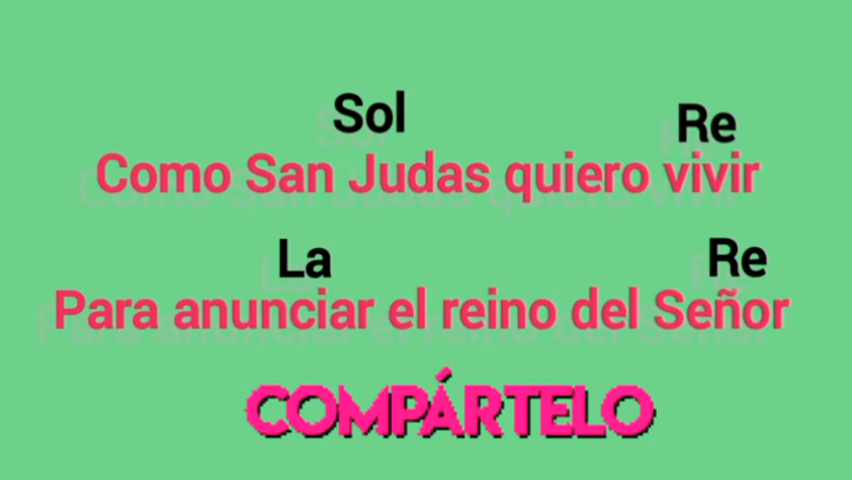 Sol Re
Como San Judas quiero vivir
La Re
Para anunciar el reino del Señor
COMPÁRTELO